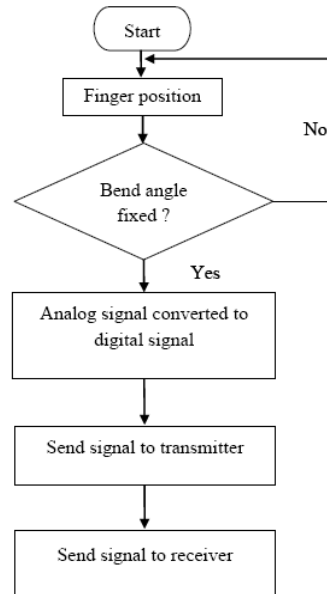 Start
Finger position
No
Bend angle
fixed ?
Yes
Analog signal converted to
digital signal
Send signal to transmitter
Send signal to receiver